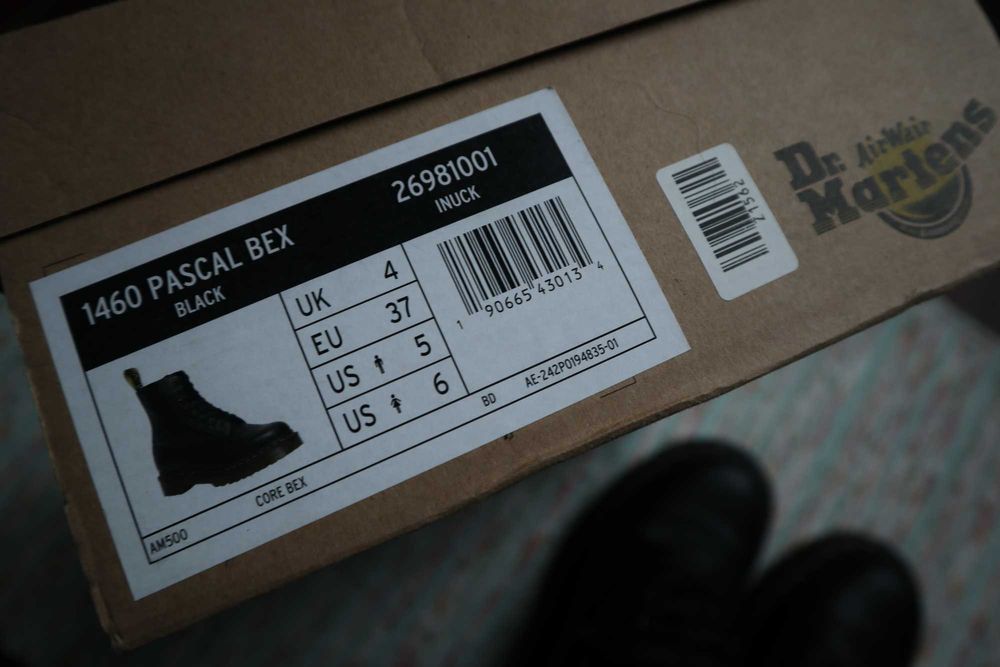 1460 PASCAL BEX
BLACK
26981001
INUCK
UK 4
EU 37
US 5
US 6
1 90665 43013 4
AM500
CORE BEX
BD
AE-242P0194835-01
21562
Dr. AirWair
Martens